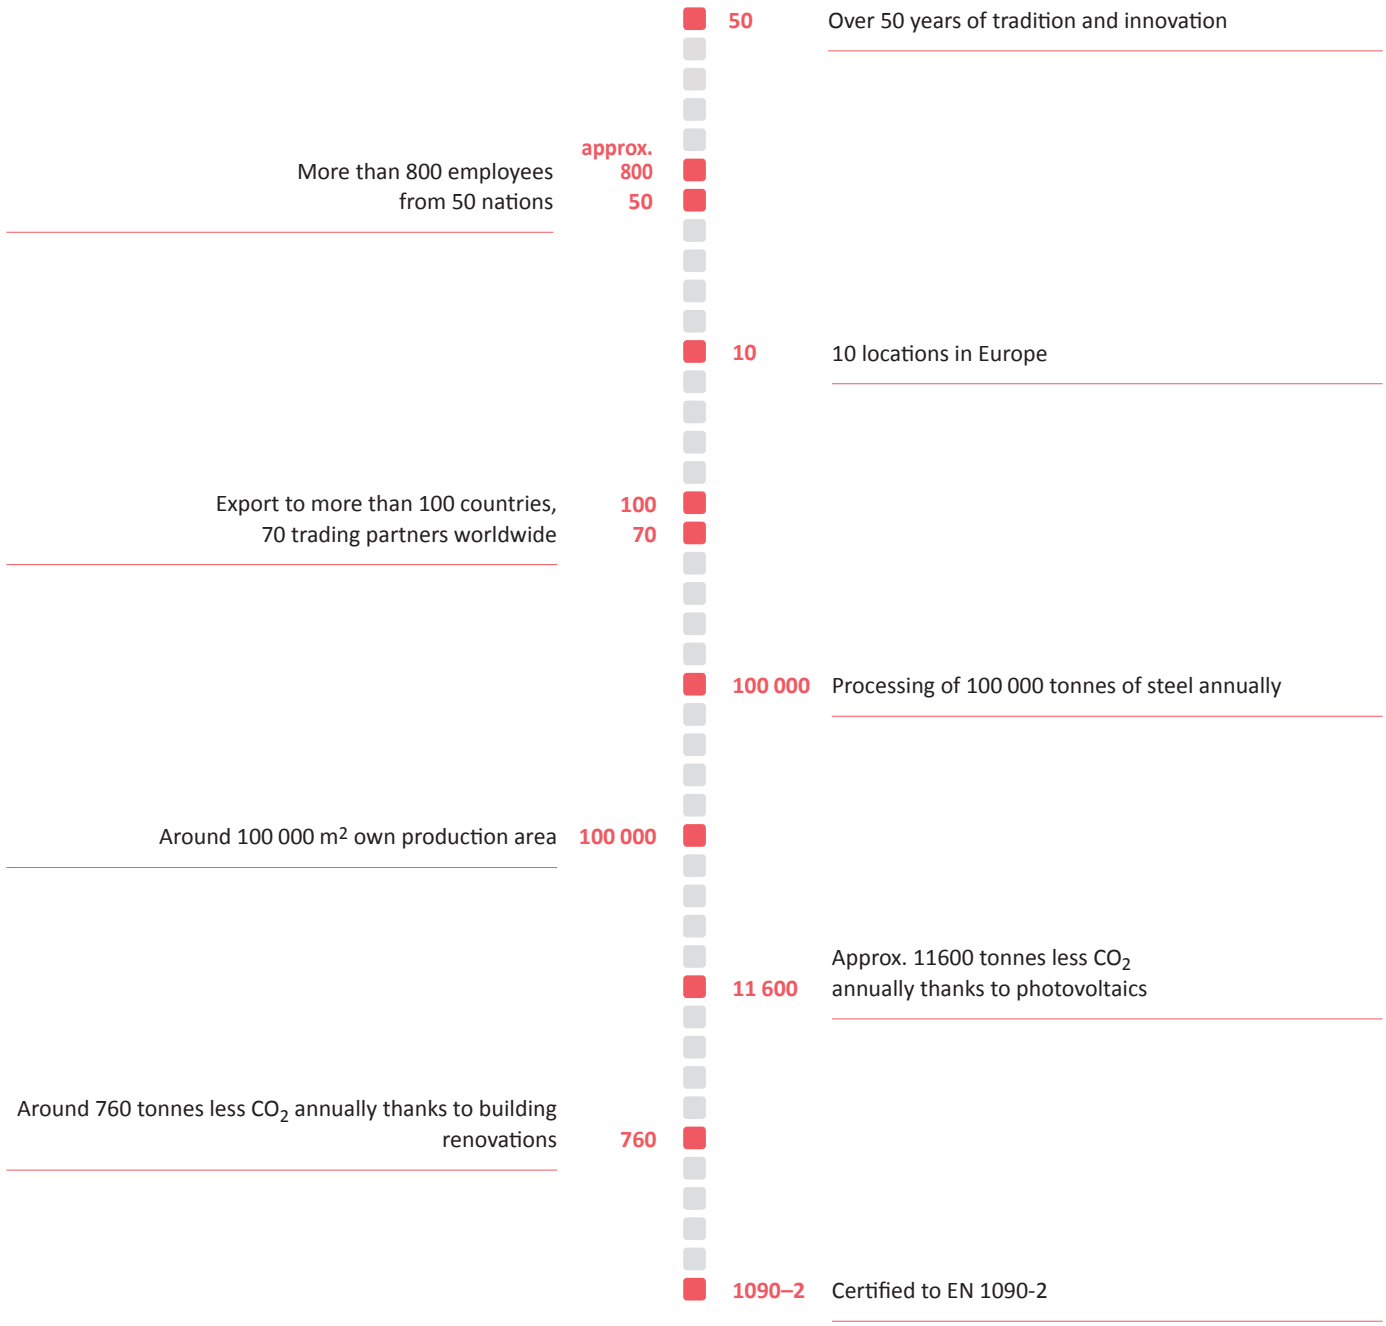 50 Over 50 years of tradition and innovation
approx.
More than 800 employees 800
from 50 nations 50
10 10 locations in Europe
Export to more than 100 countries, 100
70 trading partners worldwide 70
100 000 Processing of 100 000 tonnes of steel annually
Around 100 000 m² own production area 100 000
Approx. 11600 tonnes less CO₂
11 600 annually thanks to photovoltaics
Around 760 tonnes less CO₂ annually thanks to building
renovations 760
1090–2 Certified to EN 1090-2